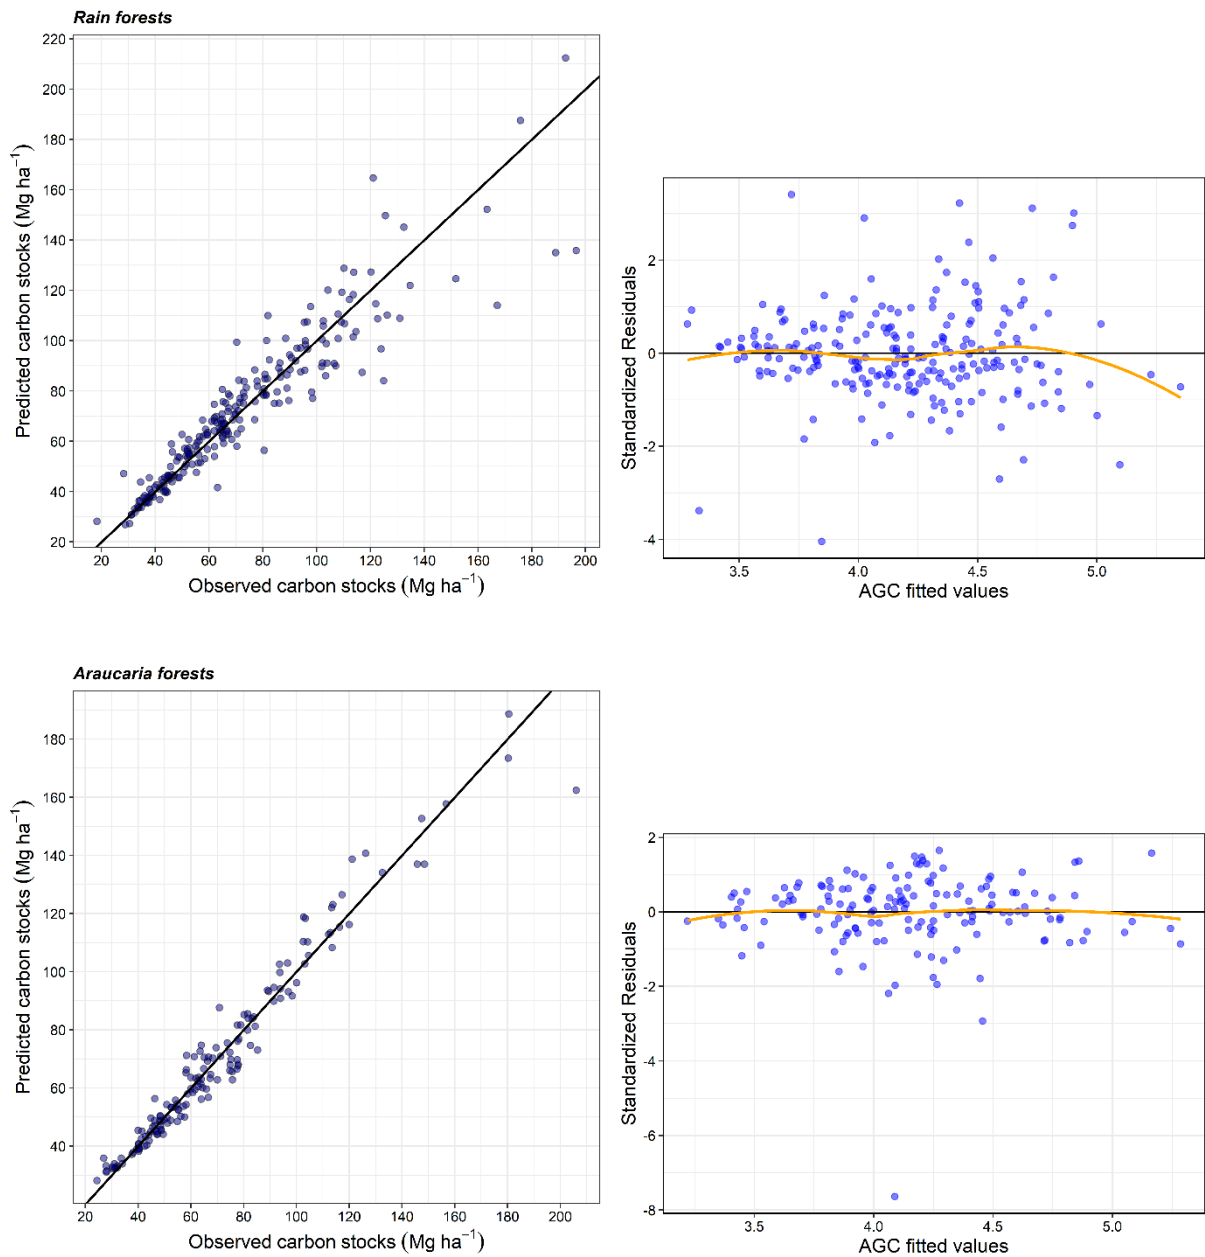 Rain forests
220
200
180
160
140
120
100
80
60
40
20
Predicted carbon stocks (Mg ha⁻¹)
20 40 60 80 100 120 140 160 180 200
Observed carbon stocks (Mg ha⁻¹)
2
0
-2
-4
Standardized Residuals
3.5 4.0 4.5 5.0
AGC fitted values
Araucaria forests
180
160
140
120
100
80
60
40
Predicted carbon stocks (Mg ha⁻¹)
20 40 60 80 100 120 140 160 180 200
Observed carbon stocks (Mg ha⁻¹)
2
0
-2
-4
-6
-8
Standardized Residuals
3.5 4.0 4.5 5.0
AGC fitted values